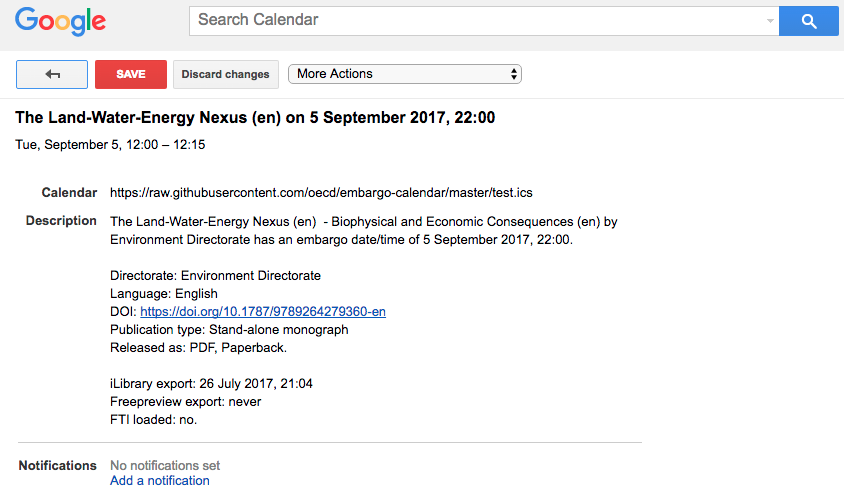 Google
Search Calendar
SAVE
Discard changes
More Actions
The Land-Water-Energy Nexus (en) on 5 September 2017, 22:00
Tue, September 5, 12:00 – 12:15
Calendar https://raw.githubusercontent.com/oecd/embargo-calendar/master/test.ics
Description The Land-Water-Energy Nexus (en)  - Biophysical and Economic Consequences (en) by
Environment Directorate has an embargo date/time of 5 September 2017, 22:00.
Directorate: Environment Directorate
Language: English
DOI: https://doi.org/10.1787/9789264279360-en
Publication type: Stand-alone monograph
Released as: PDF, Paperback.
iLibrary export: 26 July 2017, 21:04
Freepreview export: never
FTI loaded: no.
Notifications No notifications set
Add a notification